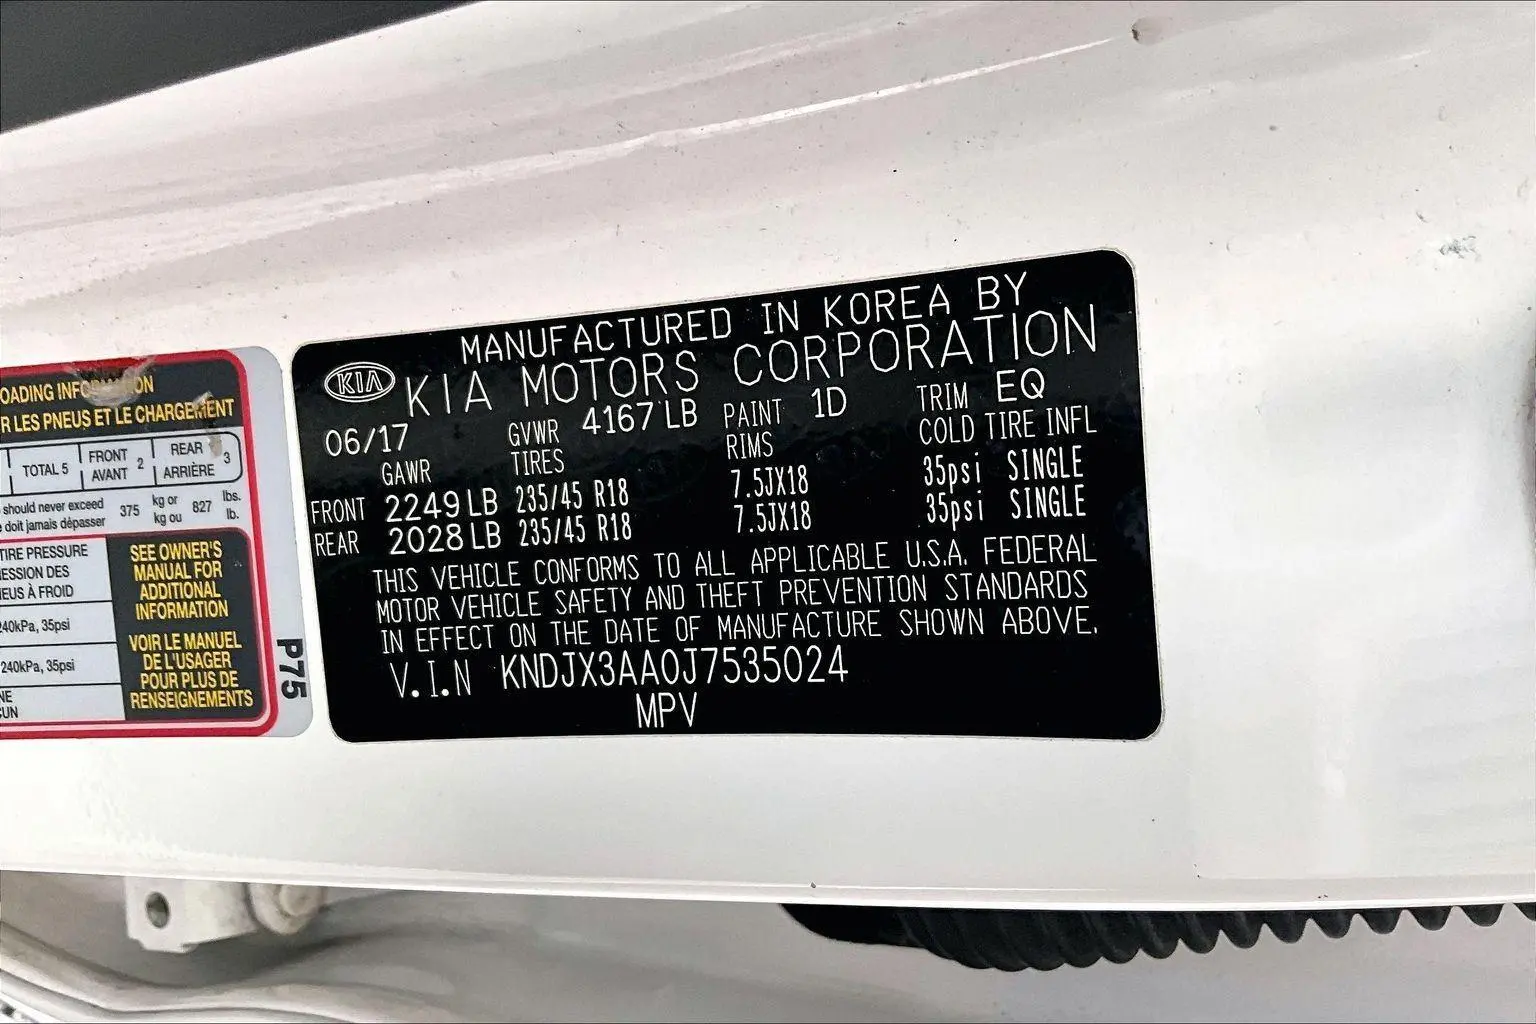 OADING INFORMATION
R LES PNEUS ET LE CHARGEMENT
TOTAL 5 FRONT AVANT 2 REAR ARRIÈRE 3
should never exceed 375 kg or 827 lbs.
doit jamais dépasser kg ou lb.
TIRE PRESSURE
ESSION DES
EUS À FROID
240kPa, 35psi
240kPa, 35psi
NE
CUN
SEE OWNER'S
MANUAL FOR
ADDITIONAL
INFORMATION
VOIR LE MANUEL
DE L'USAGER
POUR PLUS DE
RENSEIGNEMENTS
P75
MANUFACTURED IN KOREA BY
KIA KIA MOTORS CORPORATION
06/17 GVWR 4167 LB PAINT 1D TRIM EQ
GAWR TIRES RIMS COLD TIRE INFL
FRONT 2249 LB 235/45 R18 7.5JX18 35psi SINGLE
REAR 2028 LB 235/45 R18 7.5JX18 35psi SINGLE
THIS VEHICLE CONFORMS TO ALL APPLICABLE U.S.A. FEDERAL
MOTOR VEHICLE SAFETY AND THEFT PREVENTION STANDARDS
IN EFFECT ON THE DATE OF MANUFACTURE SHOWN ABOVE.
V.I.N KNDJX3AA0J7535024
MPV